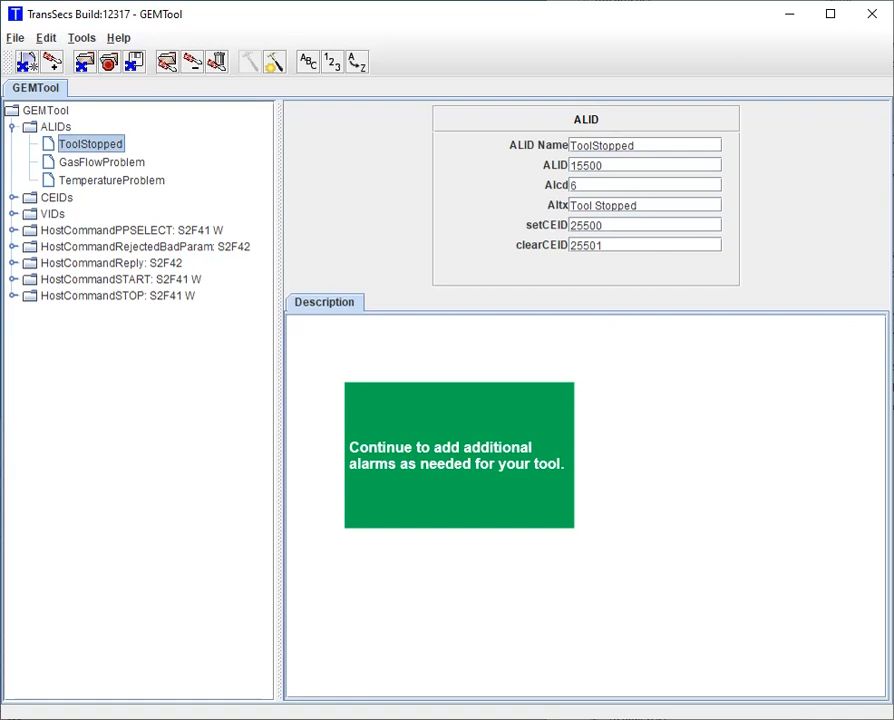 TransSecs Build:12317 - GEMTool
File Edit Tools Help
ABC 123 A Z
GEMTool
GEMTool
ALIDs
ToolStopped
GasFlowProblem
TemperatureProblem
CEIDs
VIDs
HostCommandPPSELECT: S2F41 W
HostCommandRejectedBadParam: S2F42
HostCommandReply: S2F42
HostCommandSTART: S2F41 W
HostCommandSTOP: S2F41 W
ALID
ALID Name ToolStopped
ALID 15500
Alcd 6
Altx Tool Stopped
setCEID 25500
clearCEID 25501
Description
Continue to add additional
alarms as needed for your tool.